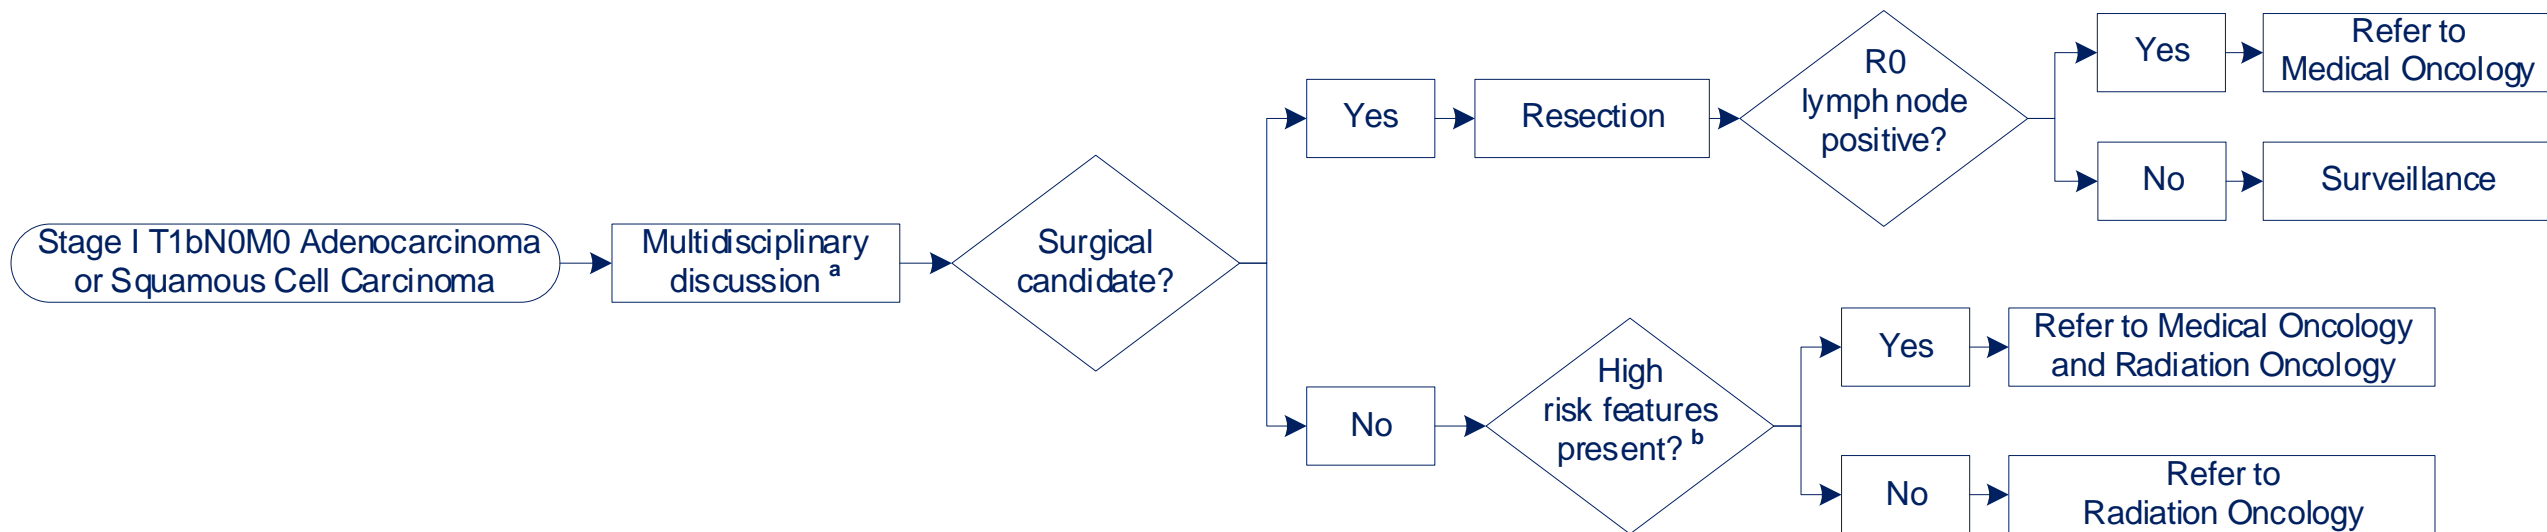 Stage I T1bN0M0 Adenocarcinoma
or Squamous Cell Carcinoma
Multidisciplinary
discussion a
Surgical
candidate?
Yes
Resection
R0
lymph node
positive?
Yes
Refer to
Medical Oncology
No
Surveillance
No
High
risk features
present? b
Yes
Refer to Medical Oncology
and Radiation Oncology
No
Refer to
Radiation Oncology